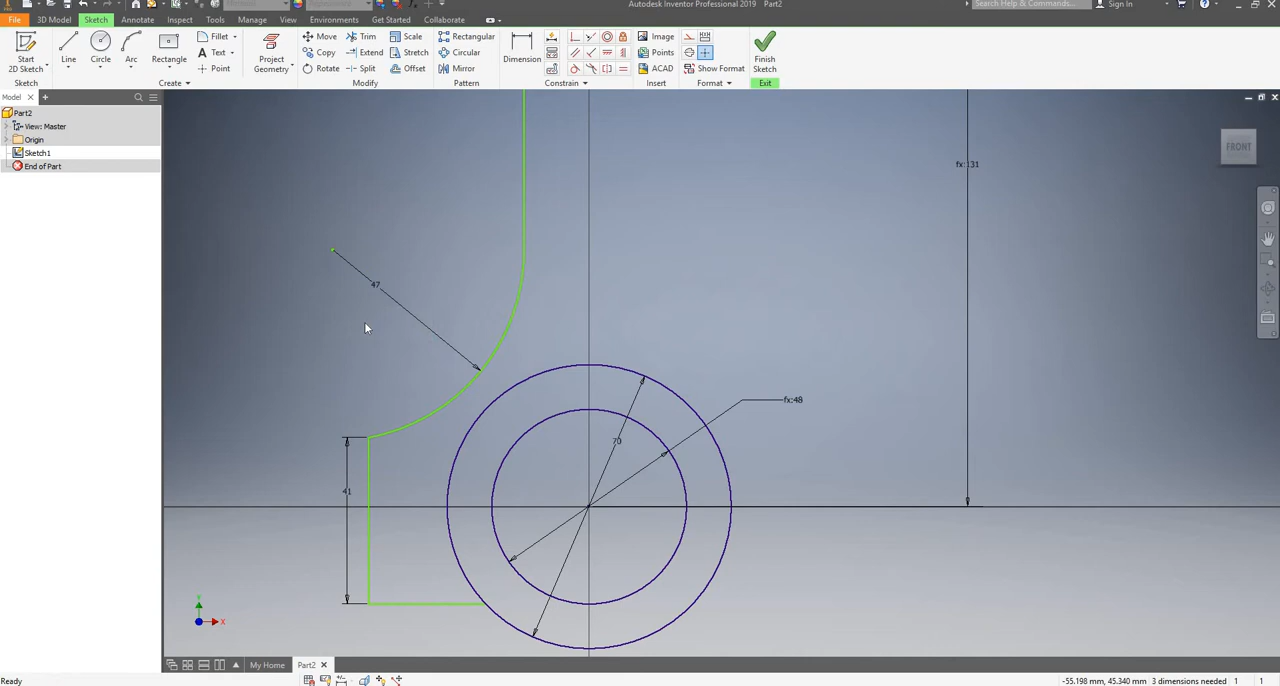 Autodesk Inventor Professional 2019 Part2
Search Help & Commands...
Sign In
File 3D Model Sketch Annotate Inspect Tools Manage View Environments Get Started Collaborate
Start
2D Sketch
Line
Circle
Arc
Rectangle
Fillet
Text
Point
Project
Geometry
Move Trim Scale
Copy Extend Stretch
Rotate Split Offset
Rectangular
Circular
Mirror
Dimension
Image
Points
ACAD
Show Format
Finish
Sketch
Sketch Create Modify Pattern Constrain Insert Format Exit
Model
Part2
View: Master
Origin
Sketch1
End of Part
FRONT
fx:131
47
fx:48
70
41
Y
X
My Home Part2
Ready
-55.198 mm, 45.340 mm 3 dimensions needed 1 1